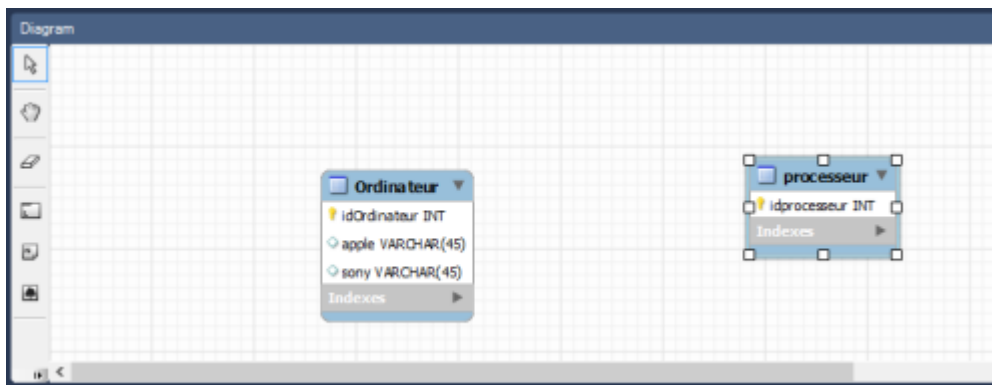 Diagram
Ordinateur
idOrdinateur INT
apple VARCHAR(45)
sony VARCHAR(45)
Indexes
processeur
idprocesseur INT
Indexes